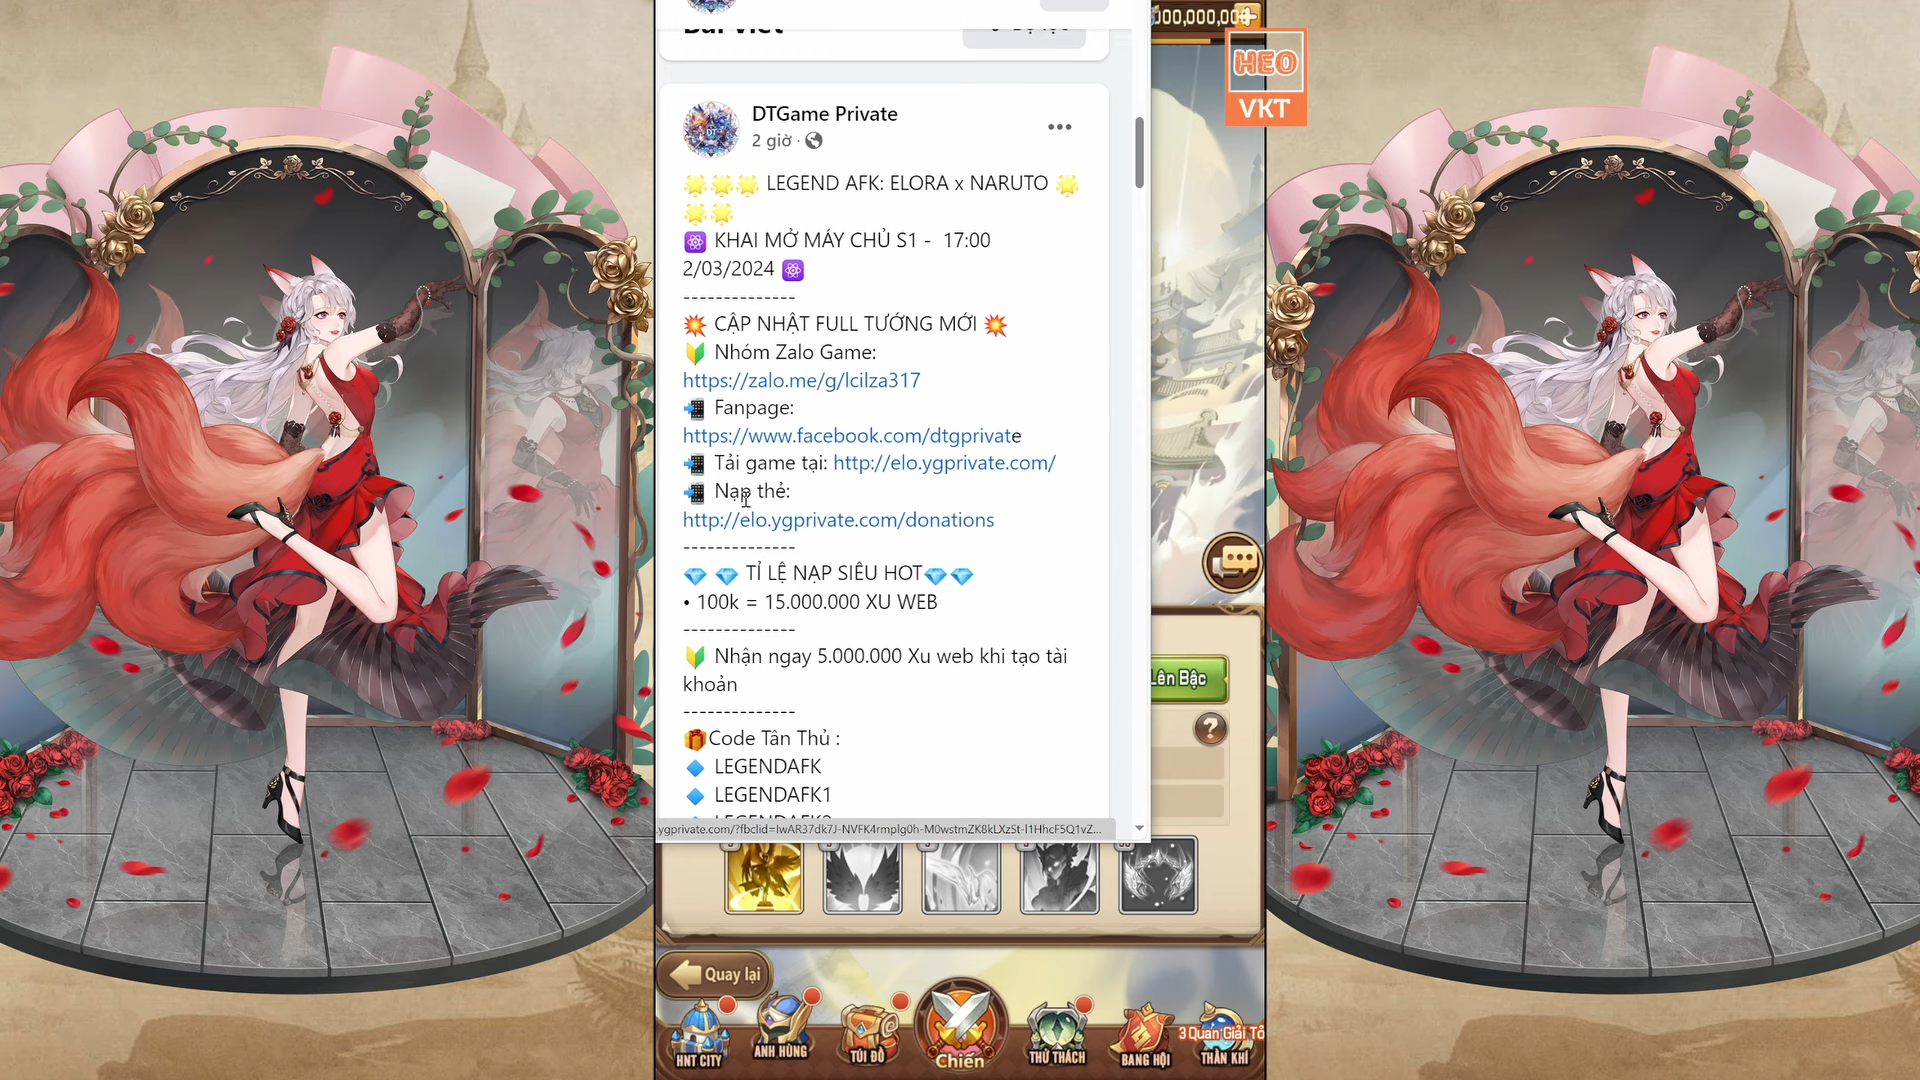 000,000,00
HEO
VKT
DTGame Private
2 giờ ·
LEGEND AFK: ELORA x NARUTO
KHAI MỞ MÁY CHỦ S1 - 17:00
2/03/2024
--------------
CẬP NHẬT FULL TƯỚNG MỚI
Nhóm Zalo Game:
https://zalo.me/g/lcilza317
Fanpage:
https://www.facebook.com/dtgprivate
Tải game tại: http://elo.ygprivate.com/
Nạp thẻ:
http://elo.ygprivate.com/donations
--------------
TỈ LỆ NẠP SIÊU HOT
• 100k = 15.000.000 XU WEB
--------------
Nhận ngay 5.000.000 Xu web khi tạo tài
khoản
--------------
Code Tân Thủ :
LEGENDAFK
LEGENDAFK1
Lên Bậc
?
Quay lại
HNT CITY
ANH HÙNG
TÚI ĐỒ
Chiến
THỬ THÁCH
BANG HỘI
3 Quan Giải Tỏ
THẦN KHÍ